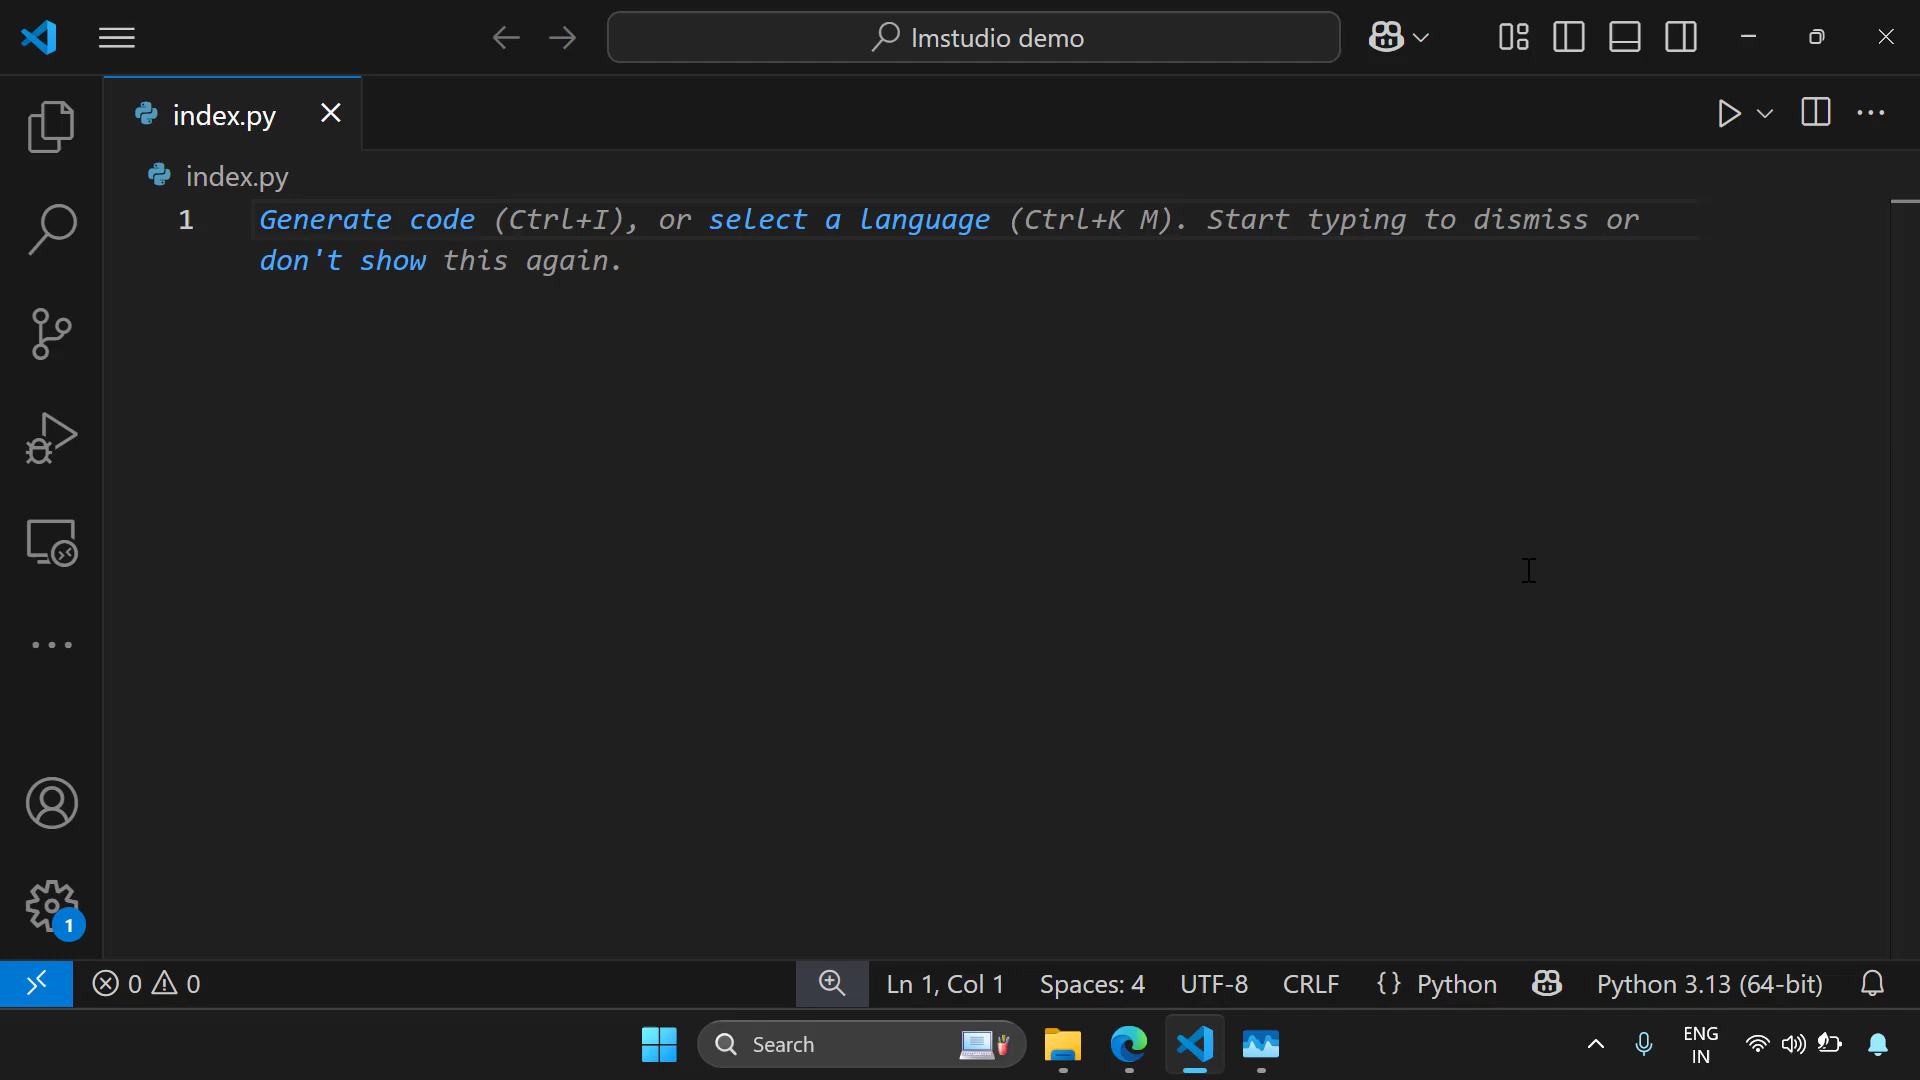 lmstudio demo
index.py
index.py
1 Generate code (Ctrl+I), or select a language (Ctrl+K M). Start typing to dismiss or
don't show this again.
1
0 0 Ln 1, Col 1 Spaces: 4 UTF-8 CRLF {} Python Python 3.13 (64-bit)
Search
ENG
IN